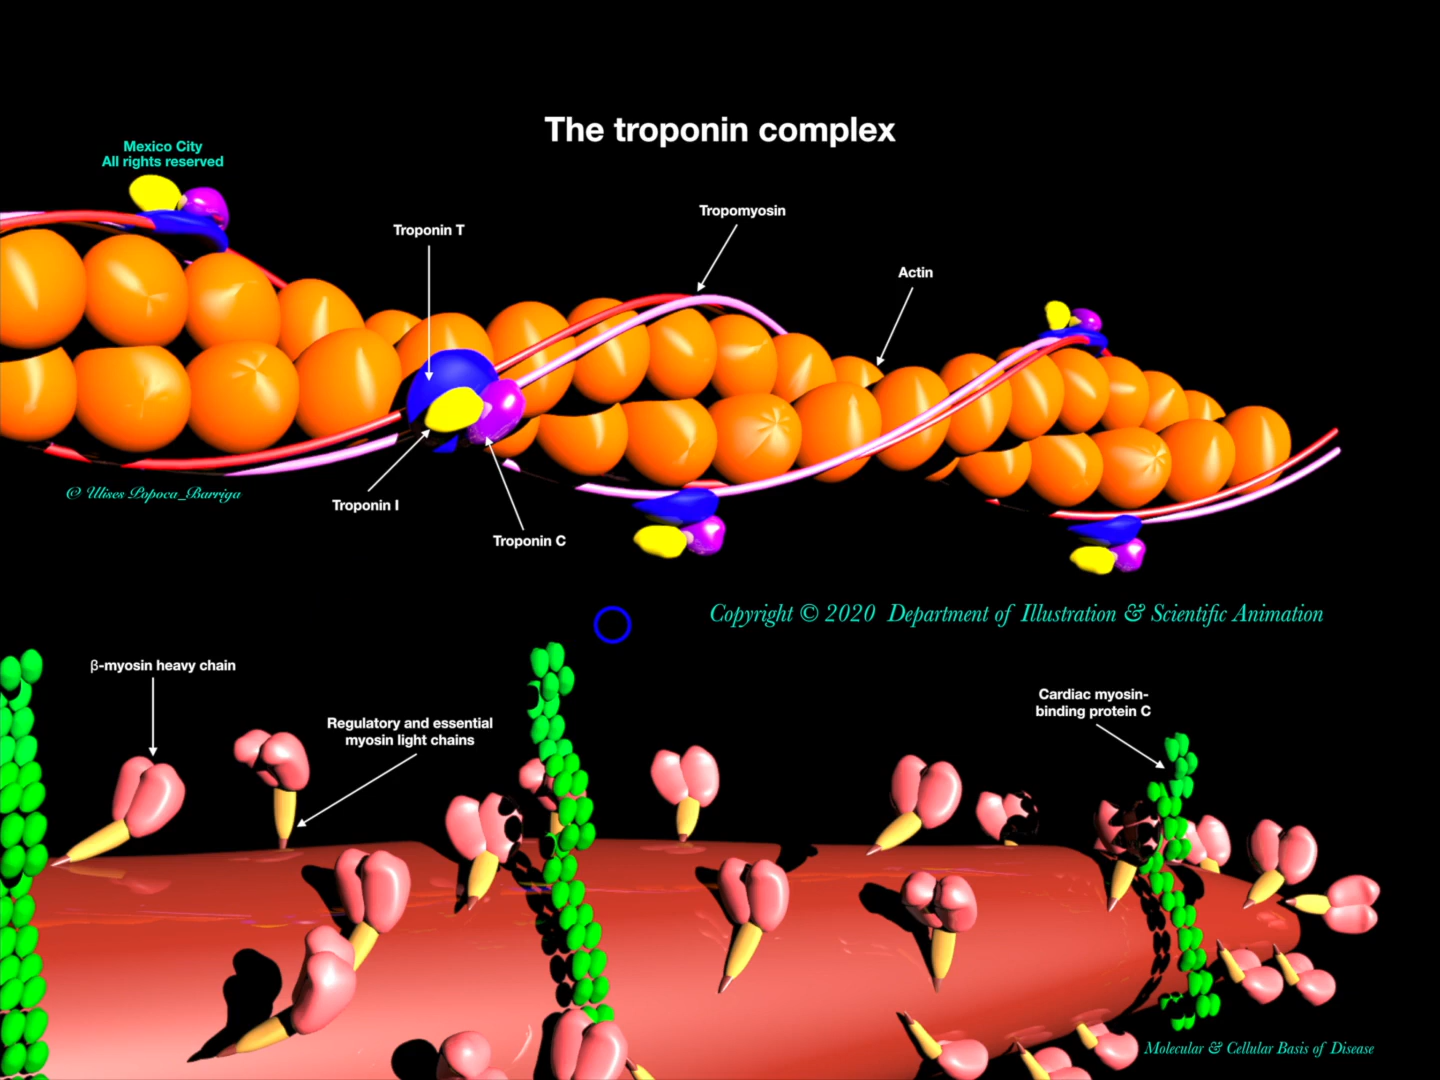 The troponin complex
Mexico City
All rights reserved
Tropomyosin
Troponin T
Actin
© Ulises Popoca_Barriga
Troponin I
Troponin C
Copyright © 2020 Department of Illustration & Scientific Animation
β-myosin heavy chain
Regulatory and essential
myosin light chains
Cardiac myosin-
binding protein C
Molecular & Cellular Basis of Disease